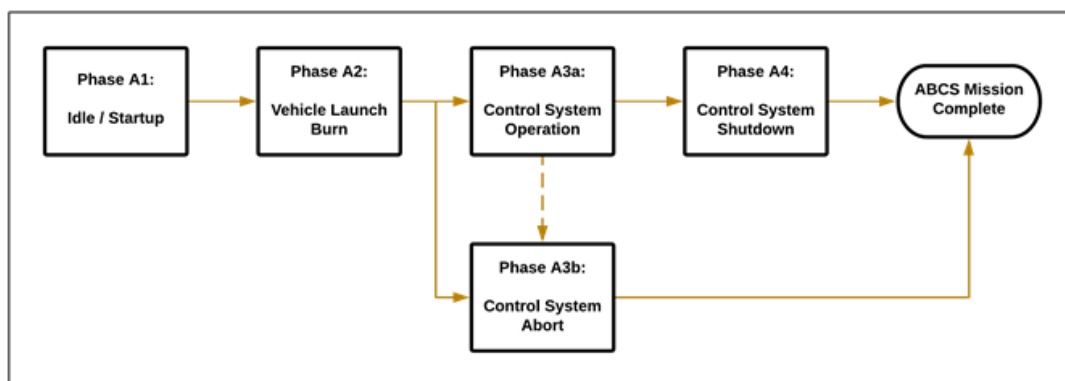 Phase A1:
Idle / Startup
Phase A2:
Vehicle Launch
Burn
Phase A3a:
Control System
Operation
Phase A4:
Control System
Shutdown
ABCS Mission
Complete
Phase A3b:
Control System
Abort